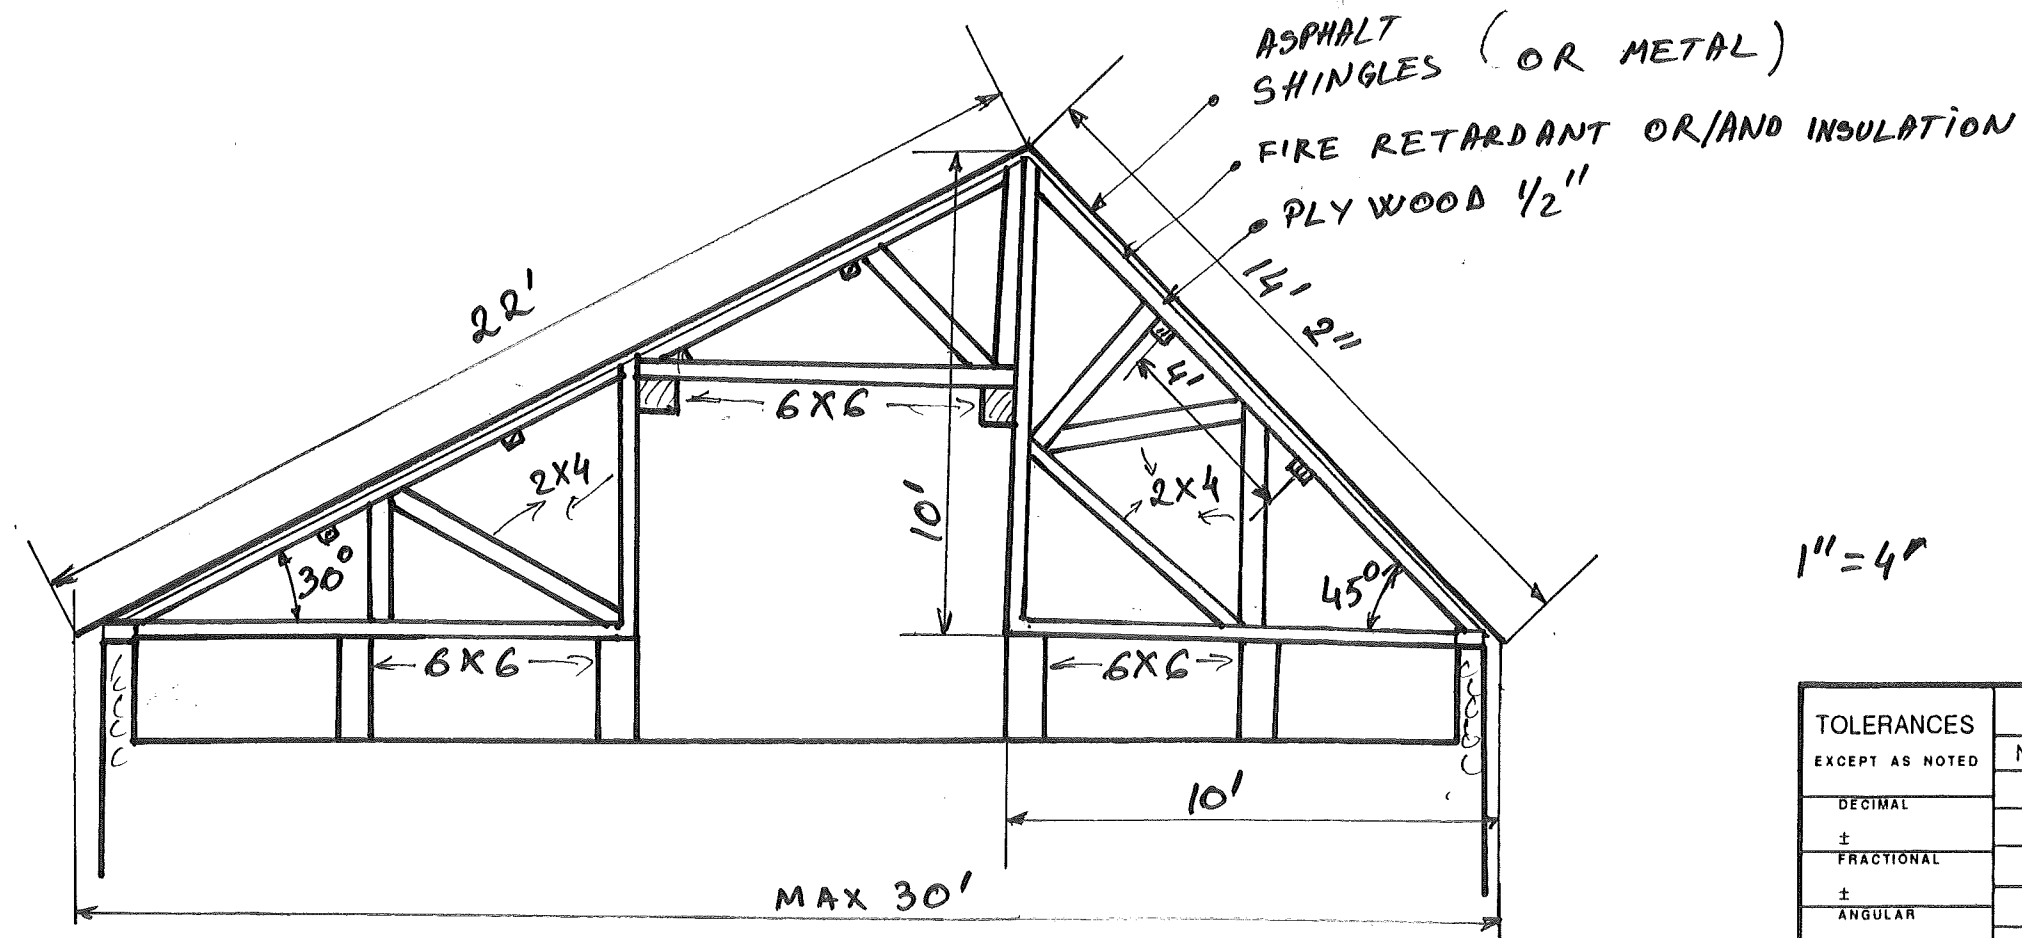 ASPHALT
SHINGLES (OR METAL)
FIRE RETARDANT OR/AND INSULATION
PLYWOOD 1/2"
22'
14' 2"
6X6
4'
2X4
2X4
10'
30°
45°
1"=4'
6X6
6X6
10'
MAX 30'
TOLERANCES
EXCEPT AS NOTED
DECIMAL
±
FRACTIONAL
±
ANGULAR